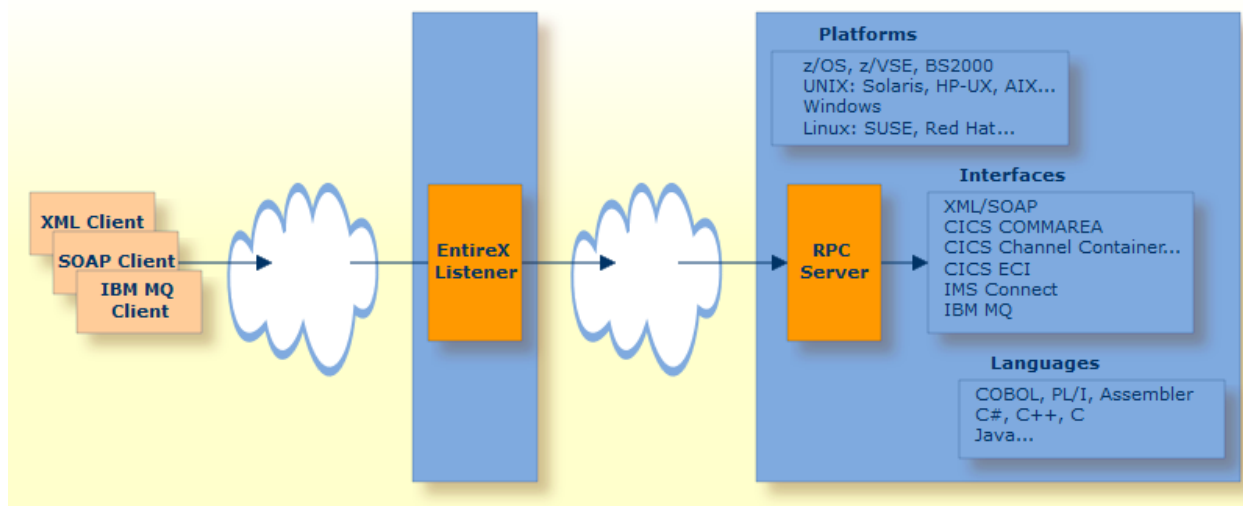 XML Client
SOAP Client
IBM MQ
Client
EntireX
Listener
RPC
Server
Platforms
z/OS, z/VSE, BS2000
UNIX: Solaris, HP-UX, AIX...
Windows
Linux: SUSE, Red Hat...
Interfaces
XML/SOAP
CICS COMMAREA
CICS Channel Container...
CICS ECI
IMS Connect
IBM MQ
Languages
COBOL, PL/I, Assembler
C#, C++, C
Java...